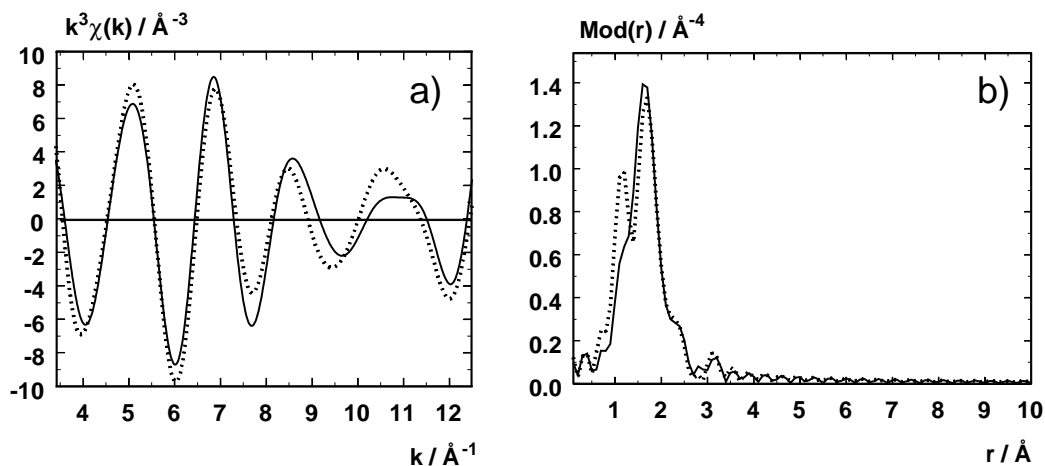 k³χ(k) / Å⁻³
10
8
6
4
2
0
-2
-4
-6
-8
-10
4 5 6 7 8 9 10 11 12
k / Å⁻¹
a)
Mod(r) / Å⁻⁴
1.4
1.2
1.0
0.8
0.6
0.4
0.2
0.0
1 2 3 4 5 6 7 8 9 10
r / Å
b)